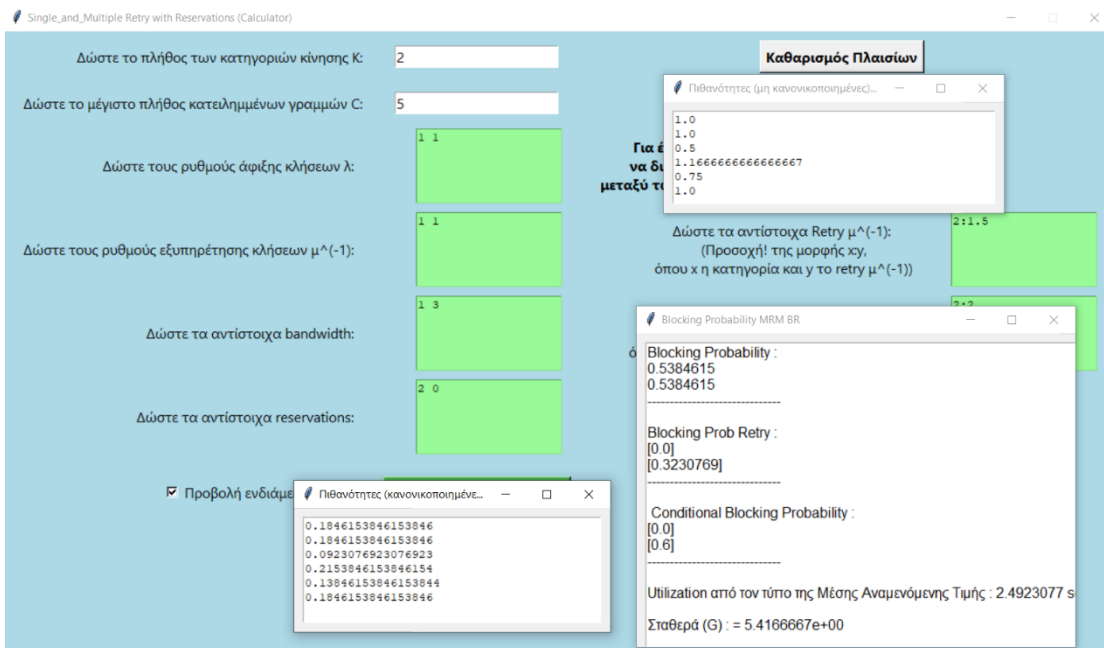 Single_and_Multiple Retry with Reservations (Calculator)
Δώστε το πλήθος των κατηγοριών κίνησης K:
2
Καθαρισμός Πλαισίων
Δώστε το μέγιστο πλήθος κατειλημμένων γραμμών C:
5
Δώστε τους ρυθμούς άφιξης κλήσεων λ:
1 1
Για έ
να δι
μεταξύ τ
Πιθανότητες (μη κανονικοποιημένες)...
1.0
1.0
0.5
1.1666666666666667
0.75
1.0
Δώστε τους ρυθμούς εξυπηρέτησης κλήσεων μ^(-1):
1 1
Δώστε τα αντίστοιχα Retry μ^(-1):
(Προσοχή! της μορφής x:y,
όπου x η κατηγορία και y το retry μ^(-1))
2:1.5
Δώστε τα αντίστοιχα bandwidth:
1 3
2:2
ό
Δώστε τα αντίστοιχα reservations:
2 0
Προβολή ενδιάμε
Πιθανότητες (κανονικοποιημένε...
0.1846153846153846
0.1846153846153846
0.0923076923076923
0.2153846153846154
0.13846153846153844
0.1846153846153846
Blocking Probability MRM BR
Blocking Probability :
0.5384615
0.5384615
------------------------------
Blocking Prob Retry :
[0.0]
[0.3230769]
------------------------------
Conditional Blocking Probability :
[0.0]
[0.6]
------------------------------
Utilization από τον τύπο της Μέσης Αναμενόμενης Τιμής : 2.4923077 s
Σταθερά (G) : = 5.4166667e+00